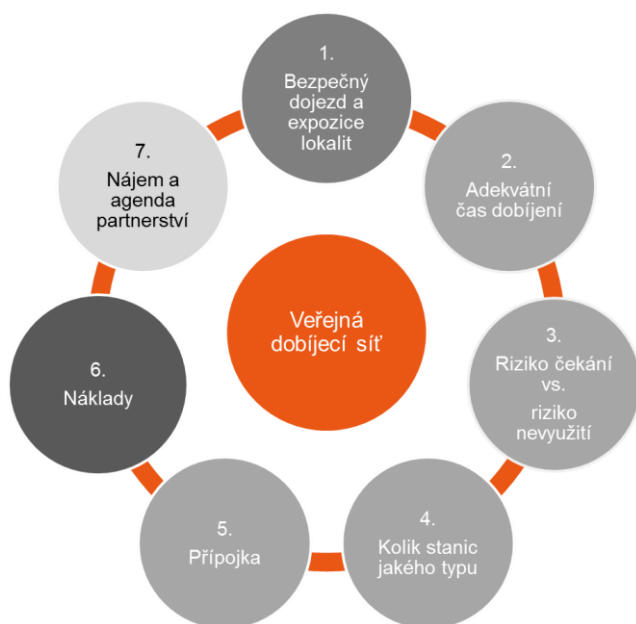 1.
Bezpečný
dojezd a
expozice
lokalit
2.
Adekvátní
čas dobíjení
3.
Riziko čekání
vs.
riziko
nevyužití
4.
Kolik stanic
jakého typu
5.
Přípojka
6.
Náklady
7.
Nájem a
agenda
partnerství
Veřejná
dobíjecí síť